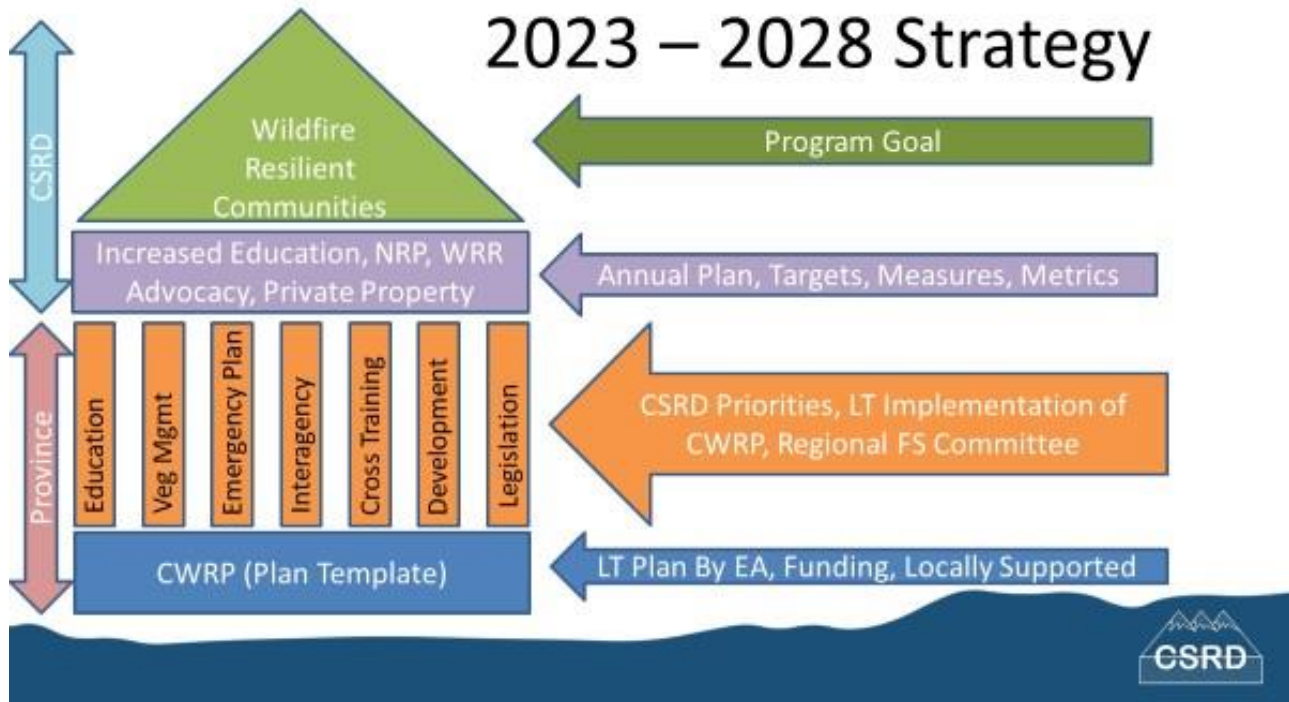 2023 – 2028 Strategy
CSRD
Wildfire
Resilient
Communities
Program Goal
Increased Education, NRP, WRR
Advocacy, Private Property
Annual Plan, Targets, Measures, Metrics
Province
Education
Veg Mgmt
Emergency Plan
Interagency
Cross Training
Development
Legislation
CSRD Priorities, LT Implementation of
CWRP, Regional FS Committee
CWRP (Plan Template)
LT Plan By EA, Funding, Locally Supported
CSRD